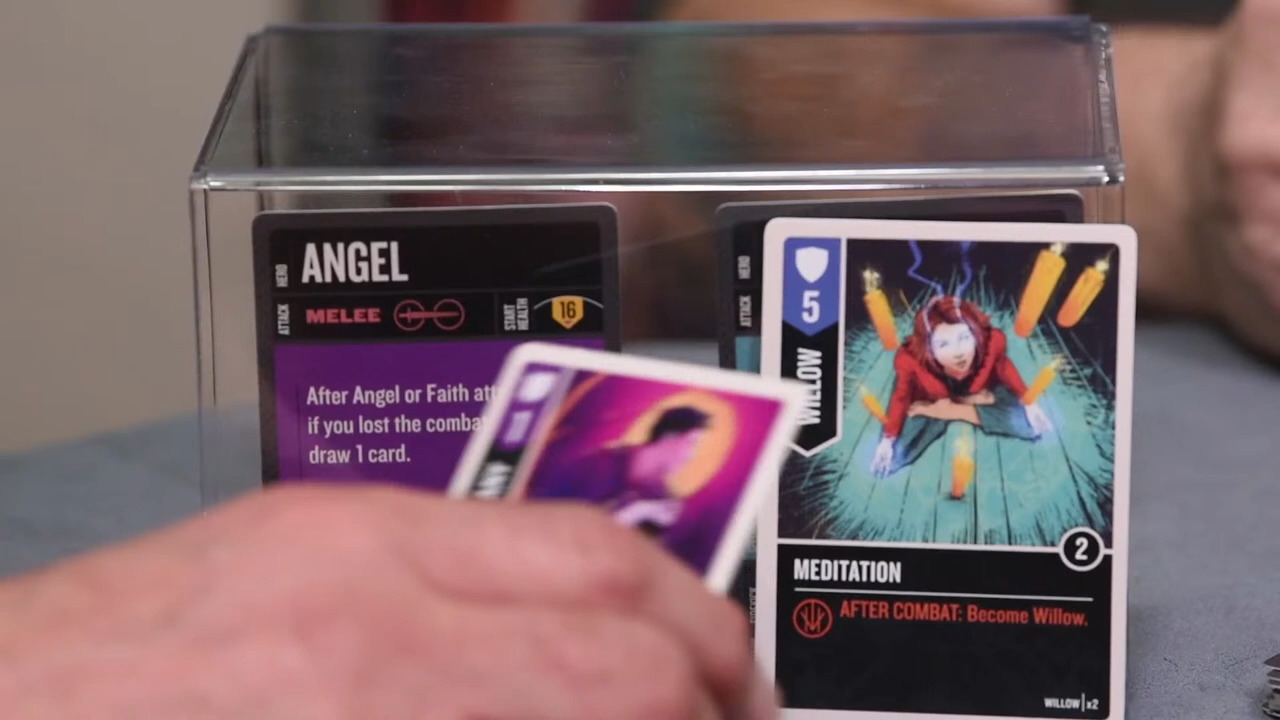 ANGEL
HERO
ATTACK
MELEE
START
HEALTH
16
After Angel or Faith att
if you lost the comba
draw 1 card.
ANY
HERO
ATTACK
5
WILLOW
2
MEDITATION
AFTER COMBAT: Become Willow.
WILLOW x2